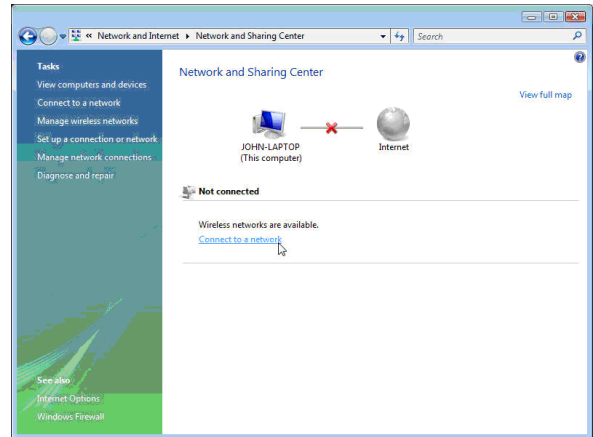 « Network and Internet ▸ Network and Sharing Center
Search
Tasks
View computers and devices
Connect to a network
Manage wireless networks
Set up a connection or network
Manage network connections
Diagnose and repair
See also
Internet Options
Windows Firewall
Network and Sharing Center
View full map
JOHN-LAPTOP
(This computer)
Internet
Not connected
Wireless networks are available.
Connect to a network